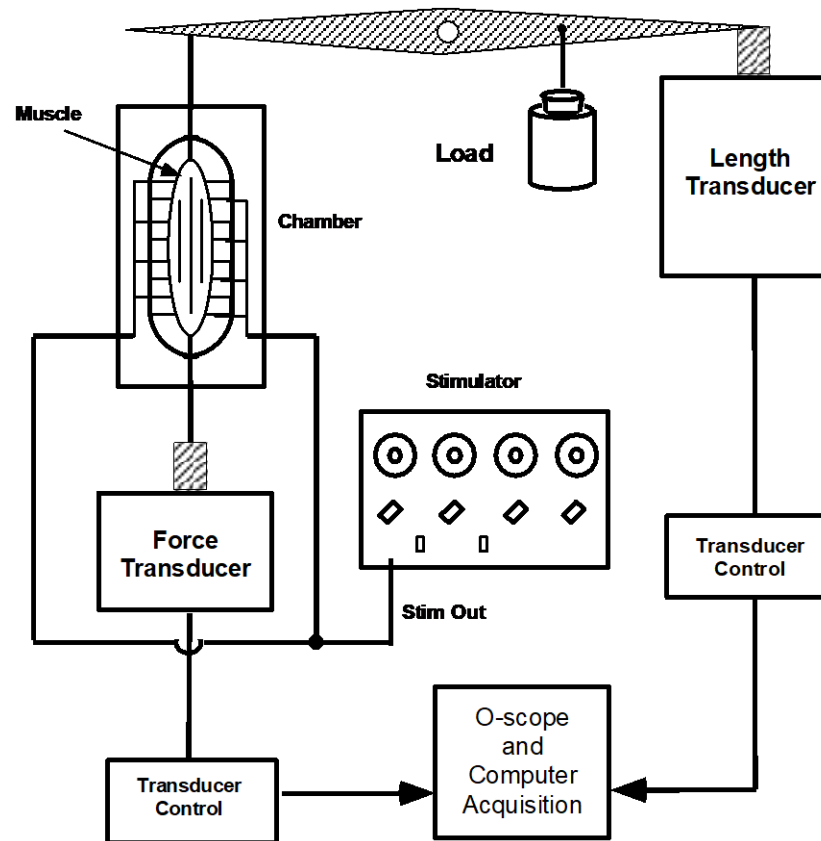 Muscle
Load
Length
Transducer
Chamber
Stimulator
Force
Transducer
Transducer
Control
Stim Out
O-scope
and
Computer
Acquisition
Transducer
Control